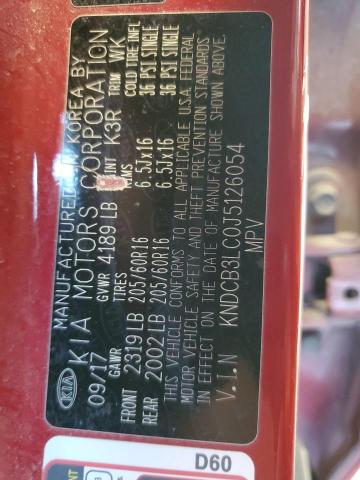 MANUFACTURED IN KOREA BY
KIA
KIA MOTORS CORPORATION
09/17 GVWR 4189 LB PAINT K3R TRIM WK
GAWR TIRES RIMS COLD TIRE INFL
FRONT 2319 LB 205/60R16 6.5Jx16 36 PSI SINGLE
REAR 2002 LB 205/60R16 6.5Jx16 36 PSI SINGLE
THIS VEHICLE CONFORMS TO ALL APPLICABLE U.S.A FEDERAL
MOTOR VEHICLE SAFETY AND THEFT PREVENTION STANDARDS
IN EFFECT ON THE DATE OF MANUFACTURE SHOWN ABOVE.
V.I.N KNDCB3LC0J5126054
MPV
D60